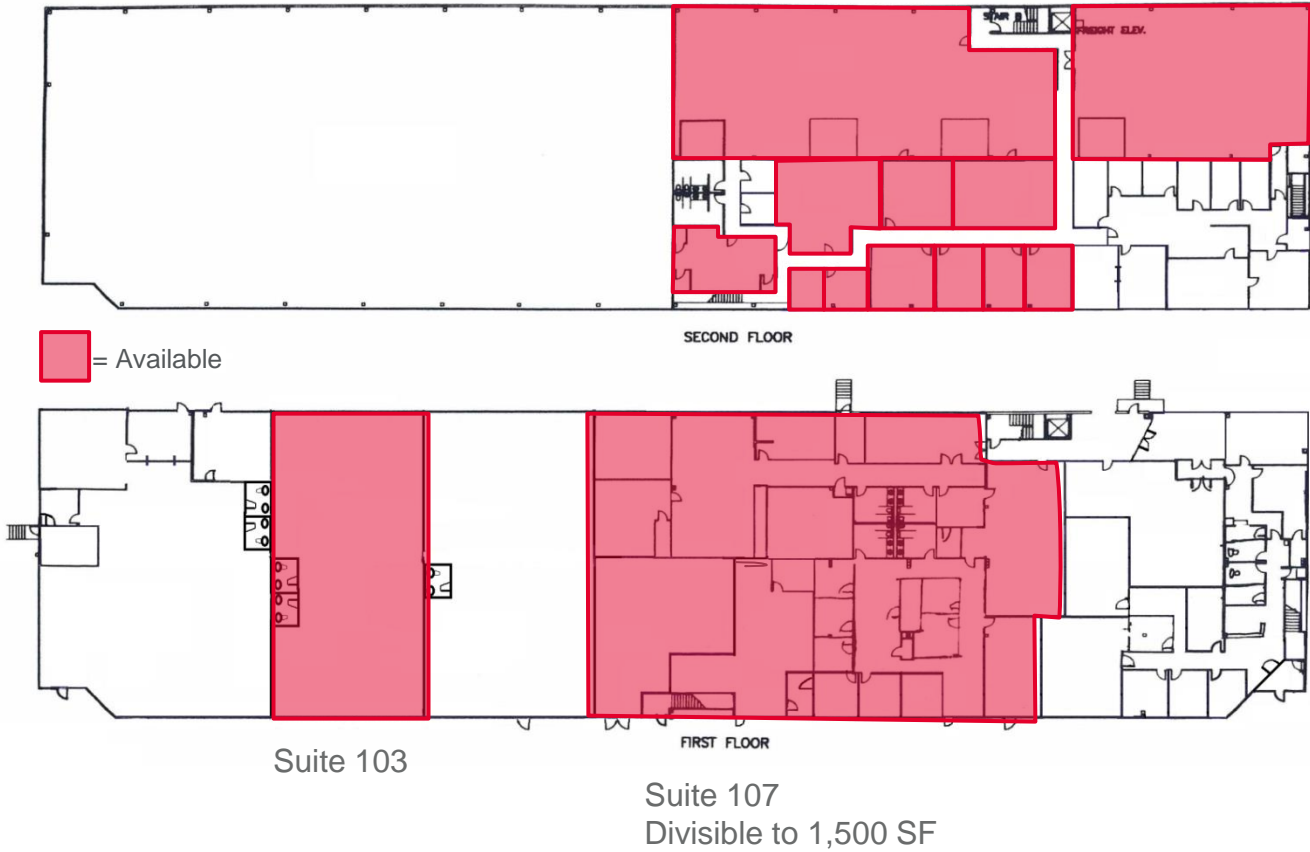 STAIR B
FREIGHT ELEV.
SECOND FLOOR
= Available
FIRST FLOOR
Suite 103
Suite 107
Divisible to 1,500 SF